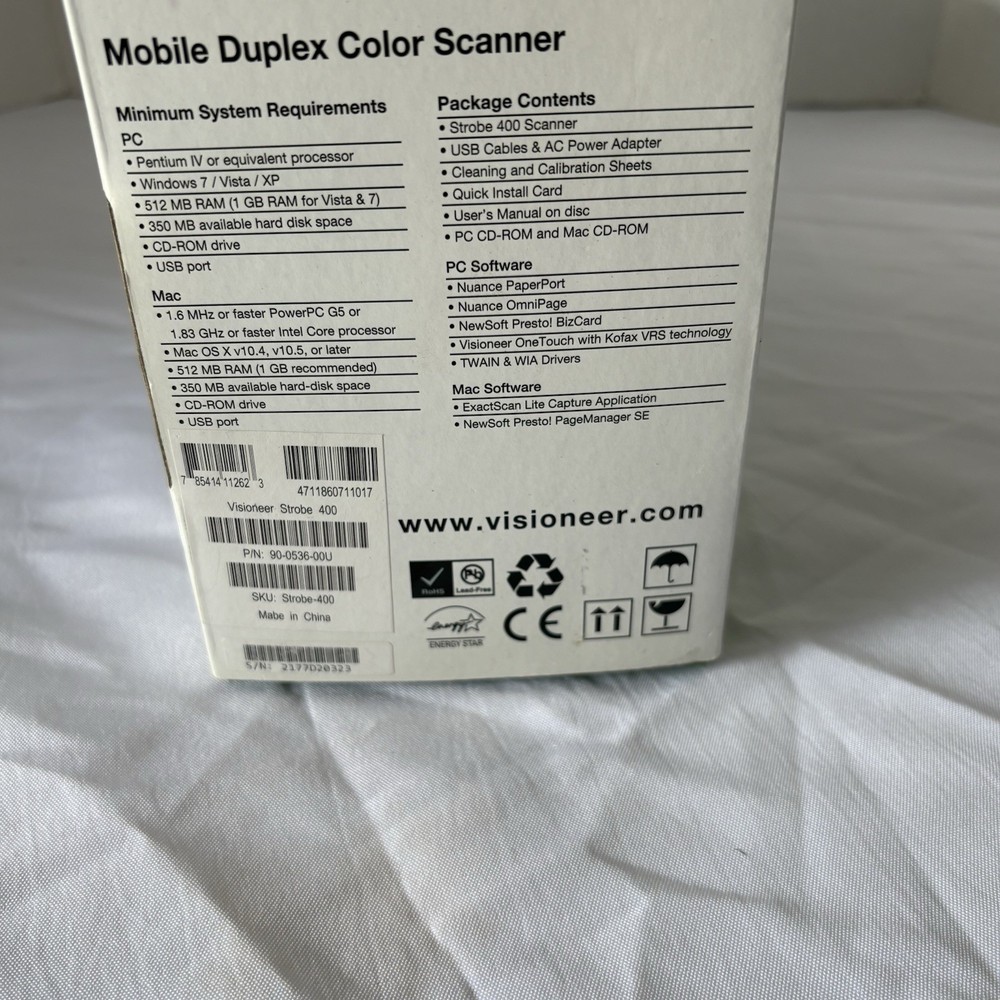 Mobile Duplex Color Scanner
Minimum System Requirements
PC
• Pentium IV or equivalent processor
• Windows 7 / Vista / XP
• 512 MB RAM (1 GB RAM for Vista & 7)
• 350 MB available hard disk space
• CD-ROM drive
• USB port
Mac
• 1.6 MHz or faster PowerPC G5 or
1.83 GHz or faster Intel Core processor
• Mac OS X v10.4, v10.5, or later
• 512 MB RAM (1 GB recommended)
• 350 MB available hard-disk space
• CD-ROM drive
• USB port
Package Contents
• Strobe 400 Scanner
• USB Cables & AC Power Adapter
• Cleaning and Calibration Sheets
• Quick Install Card
• User's Manual on disc
• PC CD-ROM and Mac CD-ROM
PC Software
• Nuance PaperPort
• Nuance OmniPage
• NewSoft Presto! BizCard
• Visioneer OneTouch with Kofax VRS technology
• TWAIN & WIA Drivers
Mac Software
• ExactScan Lite Capture Application
• NewSoft Presto! PageManager SE
7 85414 11262 3
4711860711017
Visioneer Strobe 400
P/N: 90-0536-00U
SKU: Strobe-400
Made in China
S/N: 2177D20323
www.visioneer.com
RoHS
Pb
Lead-Free
energy
ENERGY STAR
CE